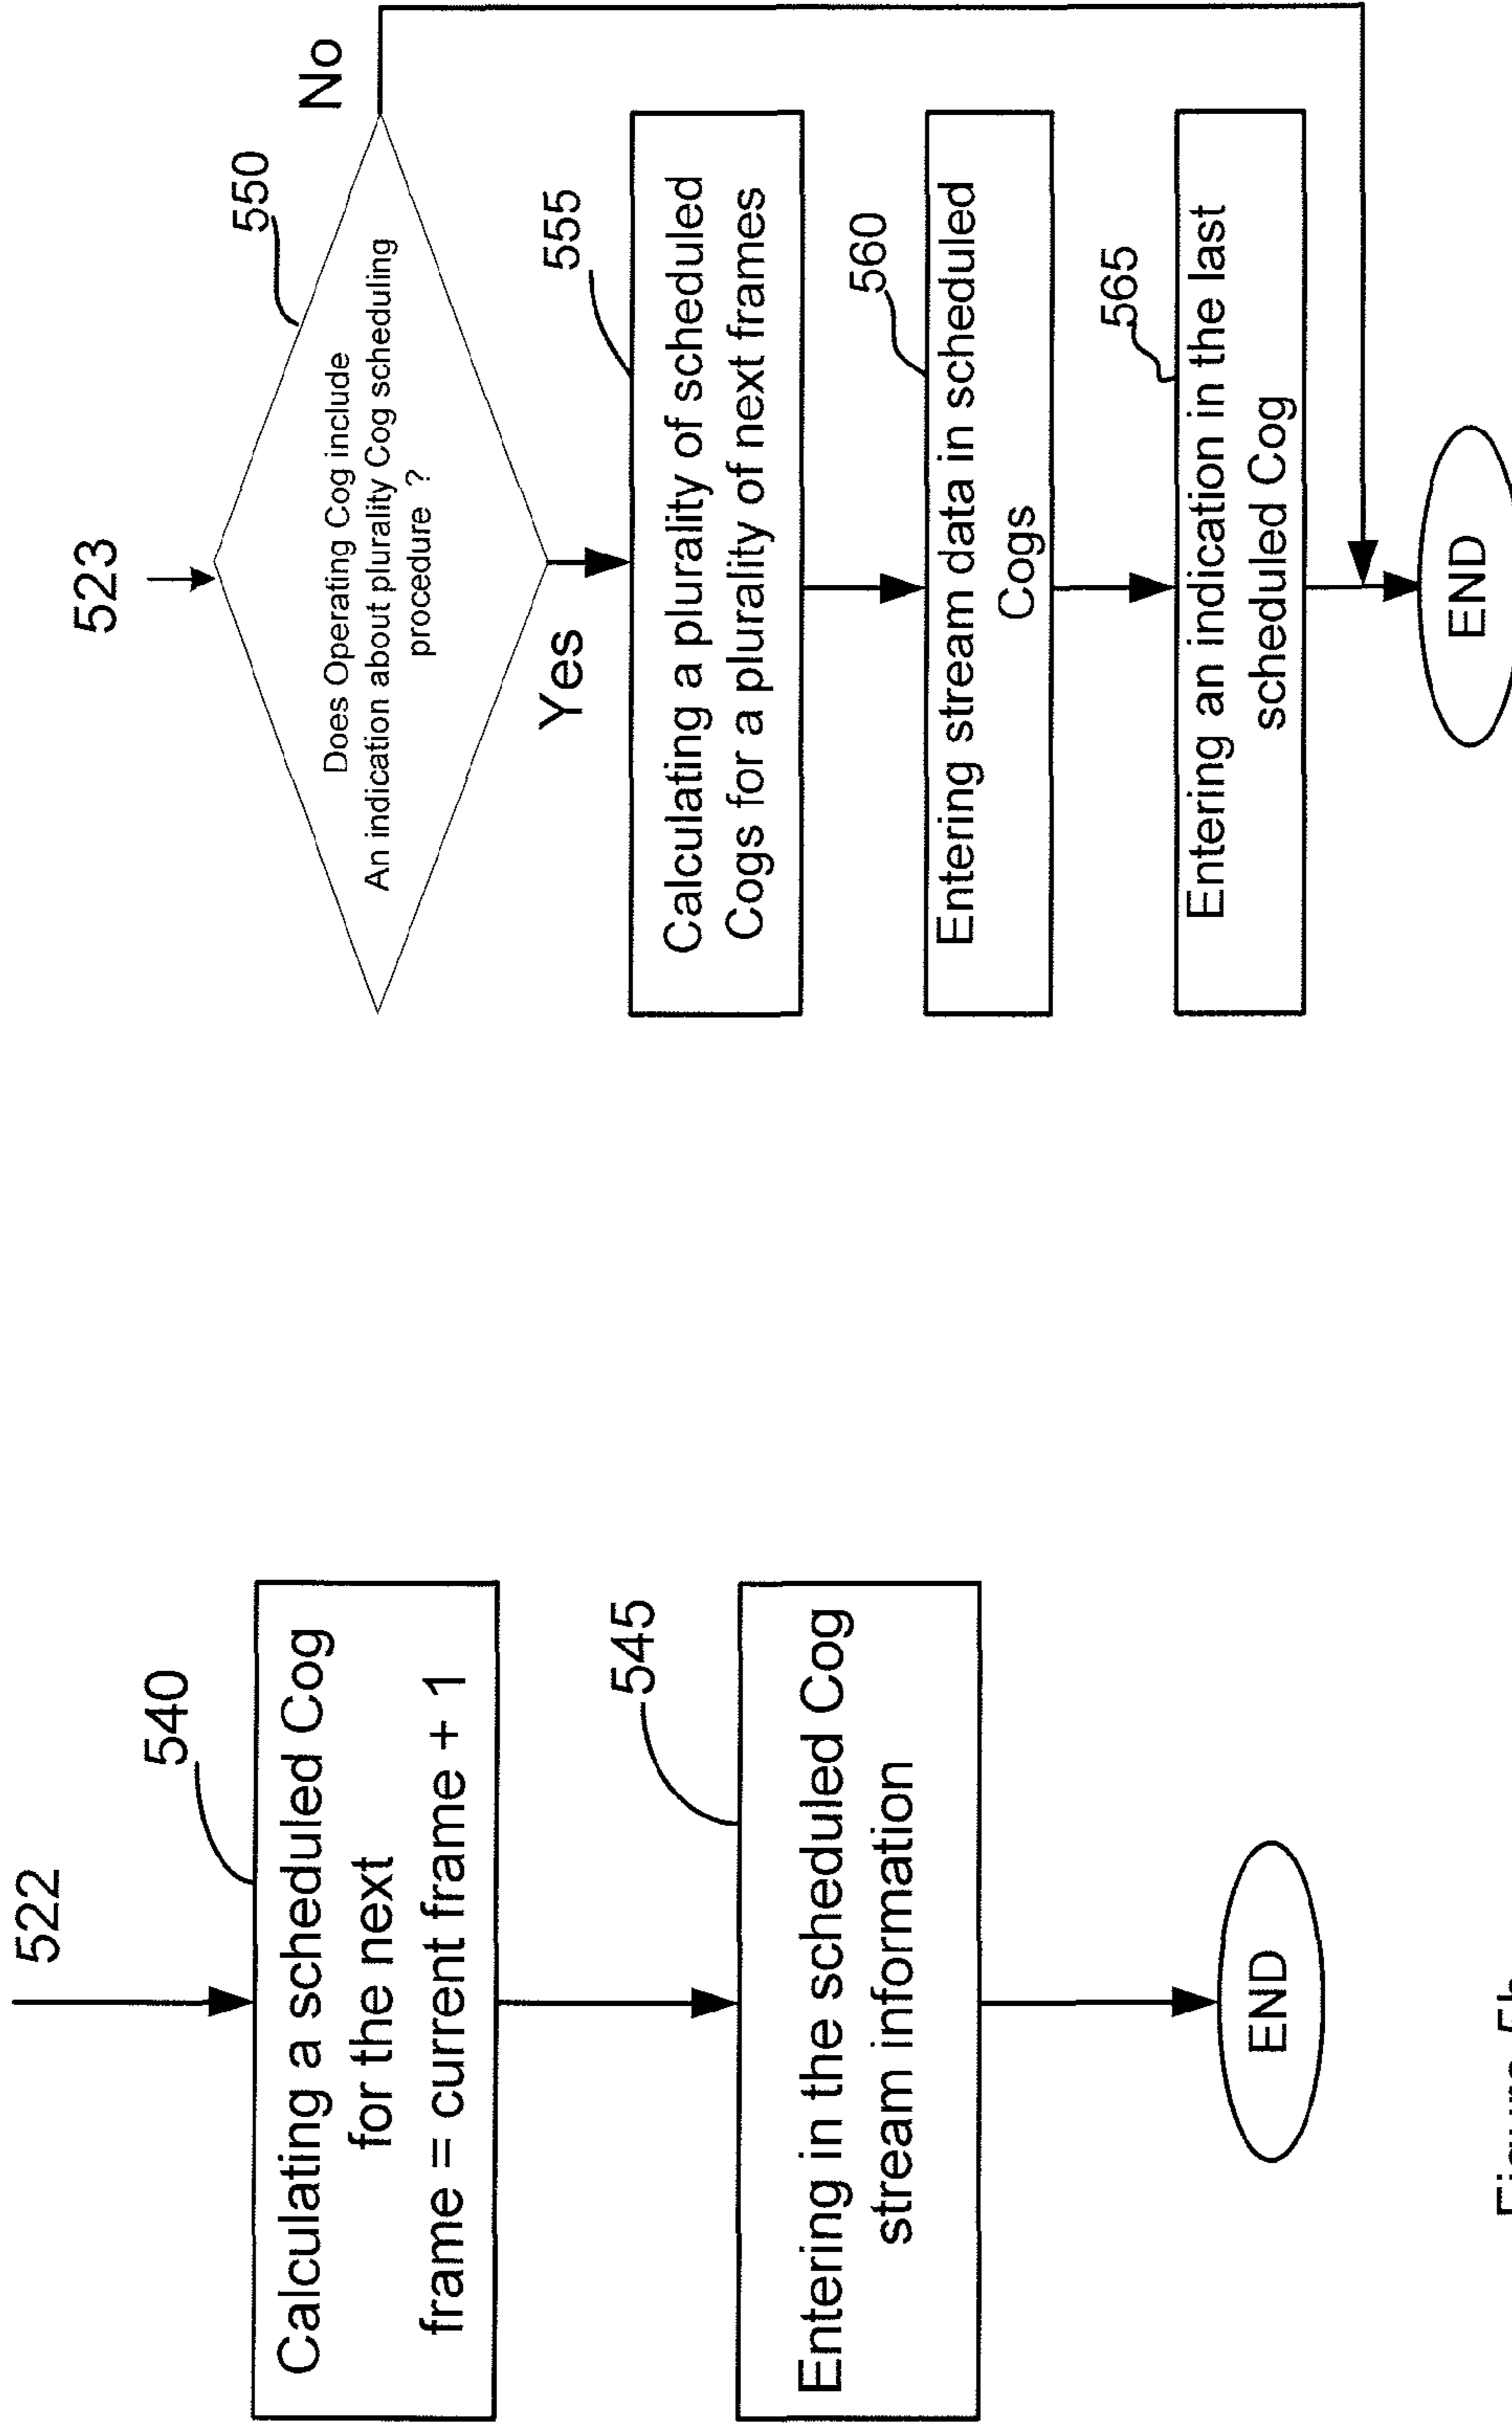 522
540
Calculating a scheduled Cog
for the next
frame = current frame + 1
545
Entering in the scheduled Cog
stream information
END
523
550
No
Does Operating Cog include
An indication about plurality Cog scheduling
procedure ?
Yes
555
Calculating a plurality of scheduled
Cogs for a plurality of next frames
560
Entering stream data in scheduled
Cogs
565
Entering an indication in the last
scheduled Cog
END